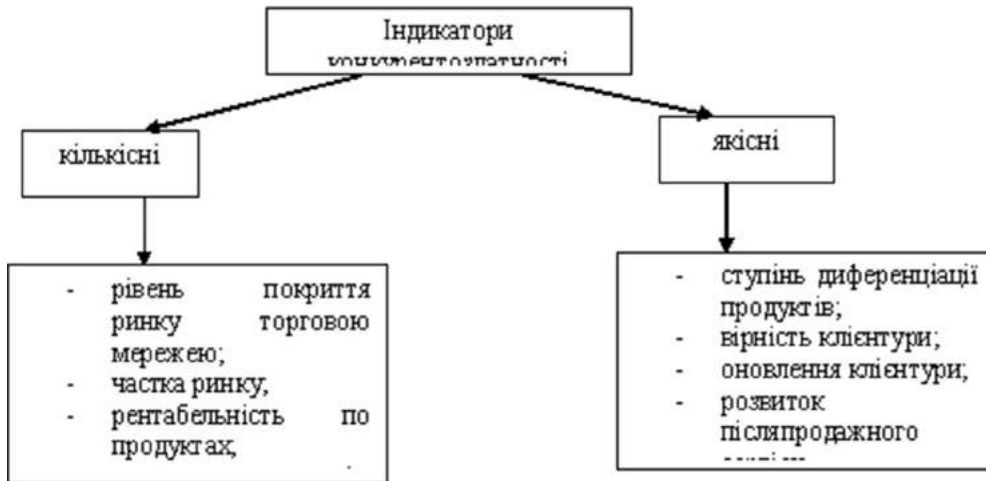 Індикатори
конкурентоздатності
кількісні
якісні
- рівень покриття
ринку торговою
мережею;
- частка ринку;
- рентабельність по
продуктах;
- ступінь диференціації
продуктів;
- вірність клієнтури;
- оновлення клієнтури;
- розвиток
післяпродажного